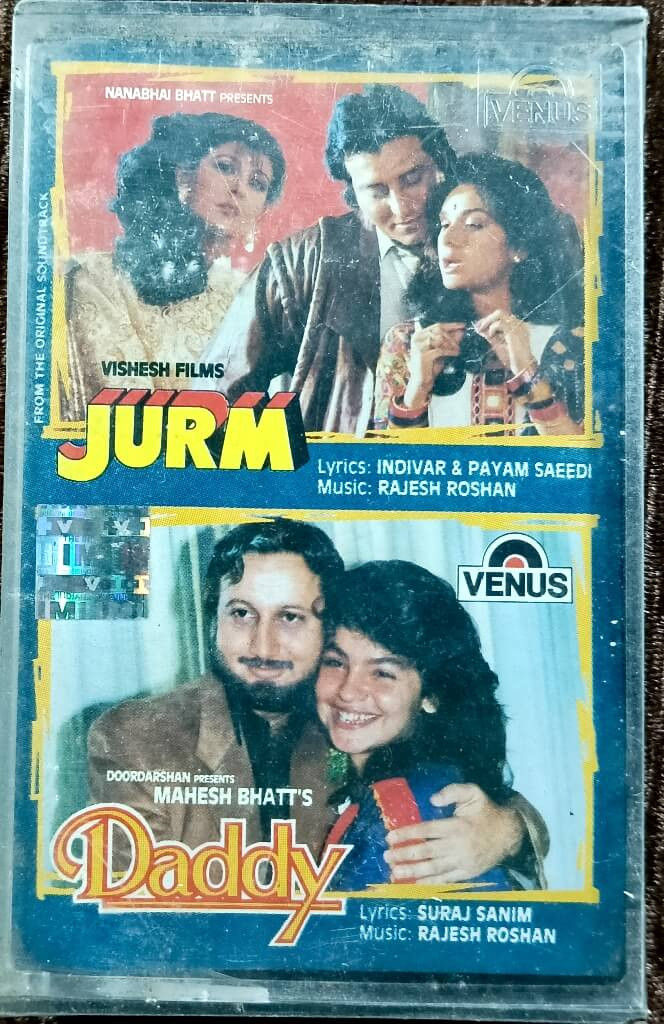 NANABHAI BHATT PRESENTS
VENUS
FROM THE ORIGINAL SOUNDTRACK
VISHESH FILMS
JURM
Lyrics: INDIVAR & PAYAM SAEEDI
Music: RAJESH ROSHAN
VENUS
DOORDARSHAN PRESENTS
MAHESH BHATT'S
Daddy
Lyrics: SURAJ SANIM
Music: RAJESH ROSHAN